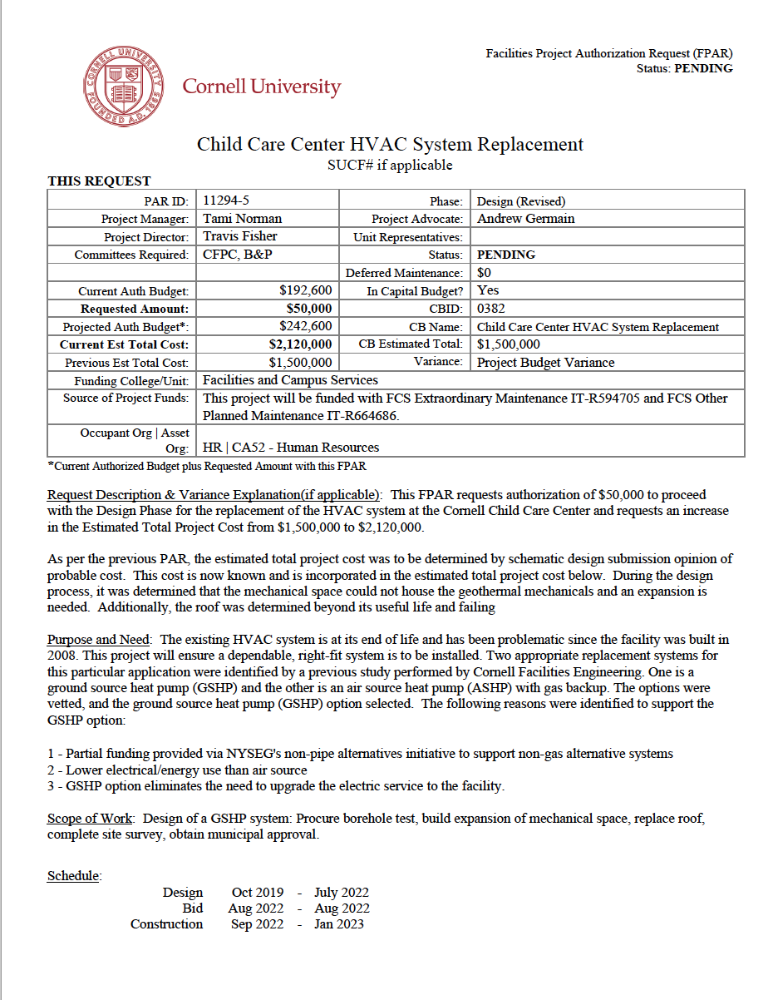 CORNELL UNIVERSITY
FOUNDED A.D. 1865
Cornell University
Facilities Project Authorization Request (FPAR)
Status: PENDING
Child Care Center HVAC System Replacement
SUCF# if applicable
THIS REQUEST
PAR ID: 11294-5 Phase: Design (Revised)
Project Manager: Tami Norman Project Advocate: Andrew Germain
Project Director: Travis Fisher Unit Representatives:
Committees Required: CFPC, B&P Status: PENDING
Deferred Maintenance: $0
Current Auth Budget: $192,600 In Capital Budget? Yes
Requested Amount: $50,000 CBID: 0382
Projected Auth Budget*: $242,600 CB Name: Child Care Center HVAC System Replacement
Current Est Total Cost: $2,120,000 CB Estimated Total: $1,500,000
Previous Est Total Cost: $1,500,000 Variance: Project Budget Variance
Funding College/Unit: Facilities and Campus Services
Source of Project Funds: This project will be funded with FCS Extraordinary Maintenance IT-R594705 and FCS Other
Planned Maintenance IT-R664686.
Occupant Org | Asset
Org: HR | CA52 - Human Resources
*Current Authorized Budget plus Requested Amount with this FPAR
Request Description & Variance Explanation(if applicable): This FPAR requests authorization of $50,000 to proceed
with the Design Phase for the replacement of the HVAC system at the Cornell Child Care Center and requests an increase
in the Estimated Total Project Cost from $1,500,000 to $2,120,000.
As per the previous PAR, the estimated total project cost was to be determined by schematic design submission opinion of
probable cost. This cost is now known and is incorporated in the estimated total project cost below. During the design
process, it was determined that the mechanical space could not house the geothermal mechanicals and an expansion is
needed. Additionally, the roof was determined beyond its useful life and failing
Purpose and Need: The existing HVAC system is at its end of life and has been problematic since the facility was built in
2008. This project will ensure a dependable, right-fit system is to be installed. Two appropriate replacement systems for
this particular application were identified by a previous study performed by Cornell Facilities Engineering. One is a
ground source heat pump (GSHP) and the other is an air source heat pump (ASHP) with gas backup. The options were
vetted, and the ground source heat pump (GSHP) option selected. The following reasons were identified to support the
GSHP option:
1 - Partial funding provided via NYSEG's non-pipe alternatives initiative to support non-gas alternative systems
2 - Lower electrical/energy use than air source
3 - GSHP option eliminates the need to upgrade the electric service to the facility.
Scope of Work: Design of a GSHP system: Procure borehole test, build expansion of mechanical space, replace roof,
complete site survey, obtain municipal approval.
Schedule:
Design Oct 2019 - July 2022
Bid Aug 2022 - Aug 2022
Construction Sep 2022 - Jan 2023